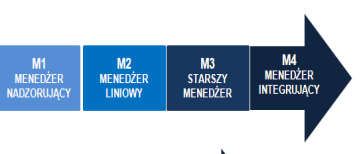 M1
MENEDŻER
NADZORUJĄCY
M2
MENEDŻER
LINIOWY
M3
STARSZY
MENEDŻER
M4
MENEDŻER
INTEGRUJĄCY